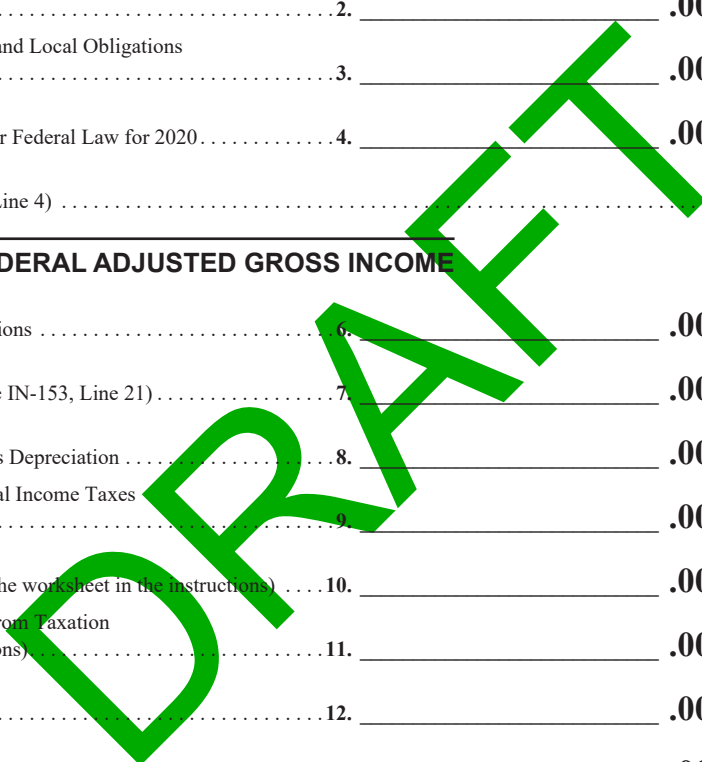 2. .00
and Local Obligations
3. .00
r Federal Law for 2020 4. .00
Line 4)
DERAL ADJUSTED GROSS INCOME
ions 6. .00
IN-153, Line 21) 7. .00
s Depreciation 8. .00
al Income Taxes
9. .00
he worksheet in the instructions) 10. .00
rom Taxation
ons) 11. .00
12. .00
DRAFT